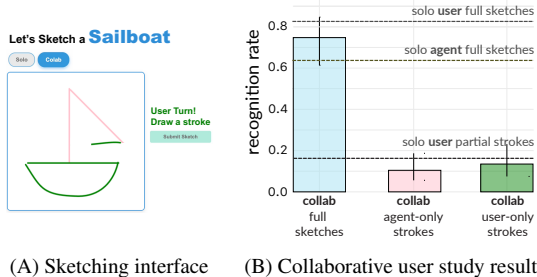 Let's Sketch a Sailboat
Solo
Colab
User Turn!
Draw a stroke
Submit Sketch
(A) Sketching interface
recognition rate
0.8
0.6
0.4
0.2
0.0
solo user full sketches
solo agent full sketches
solo user partial strokes
collab
full
sketches
collab
agent-only
strokes
collab
user-only
strokes
(B) Collaborative user study result